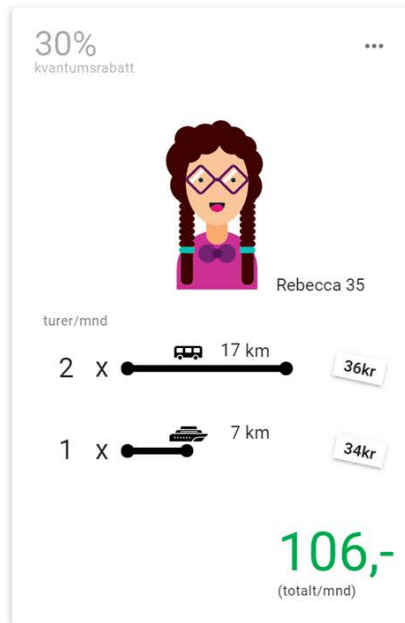 30%
kvantumsrabatt
Rebecca 35
turer/mnd
2 x 17 km 36kr
1 x 7 km 34kr
106,-
(totalt/mnd)